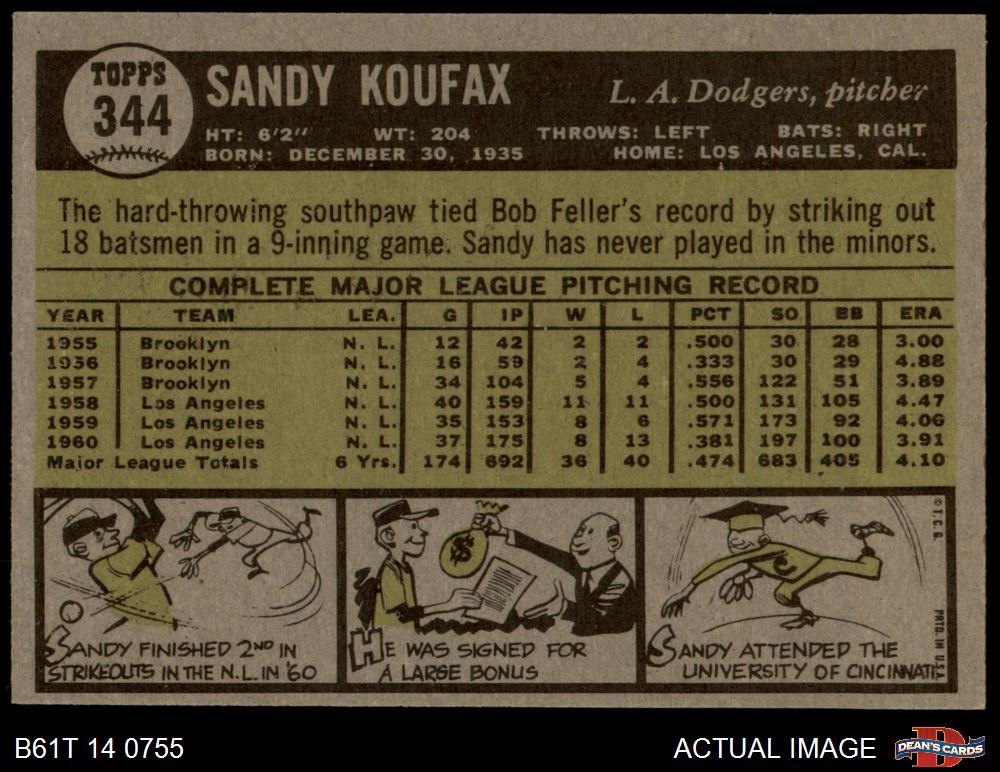 TOPPS
344
SANDY KOUFAX
L. A. Dodgers, pitcher
HT: 6'2" WT: 204 THROWS: LEFT BATS: RIGHT
BORN: DECEMBER 30, 1935 HOME: LOS ANGELES, CAL.
The hard-throwing southpaw tied Bob Feller's record by striking out
18 batsmen in a 9-inning game. Sandy has never played in the minors.
COMPLETE MAJOR LEAGUE PITCHING RECORD
YEAR TEAM LEA. G IP W L PCT SO BB ERA
1955 Brooklyn N. L. 12 42 2 2 .500 30 28 3.00
1956 Brooklyn N. L. 16 59 2 4 .333 30 29 4.88
1957 Brooklyn N. L. 34 104 5 4 .556 122 51 3.89
1958 Los Angeles N. L. 40 159 11 11 .500 131 105 4.47
1959 Los Angeles N. L. 35 153 8 6 .571 173 92 4.06
1960 Los Angeles N. L. 37 175 8 13 .381 197 100 3.91
Major League Totals 6 Yrs. 174 692 36 40 .474 683 405 4.10
$
C
SANDY FINISHED 2ND IN
STRIKEOUTS IN THE N.L. IN '60
HE WAS SIGNED FOR
A LARGE BONUS
SANDY ATTENDED THE
UNIVERSITY OF CINCINNATI
© T. C. G.
PRTD. IN U.S.A.
B61T 14 0755
ACTUAL IMAGE
D
DEAN'S CARDS